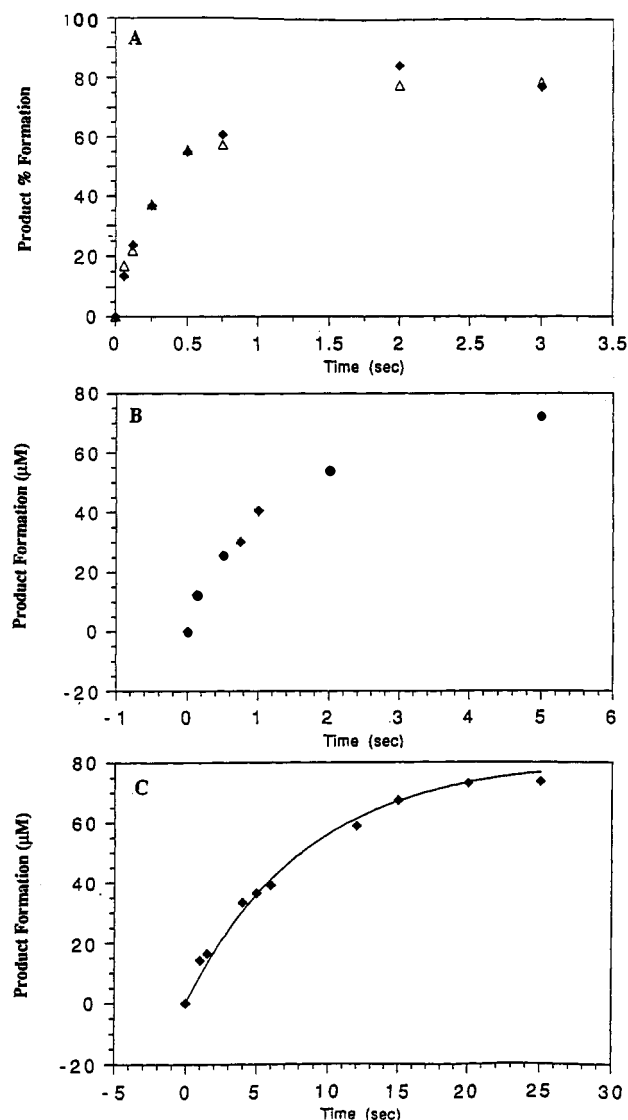 A
100
80
60
40
20
0
Product % Formation
0 0.5 1 1.5 2 2.5 3 3.5
Time (sec)
B
80
60
40
20
0
-20
Product Formation (µM)
-1 0 1 2 3 4 5 6
Time (sec)
C
80
60
40
20
0
-20
Product Formation (µM)
-5 0 5 10 15 20 25 30
Time (sec)